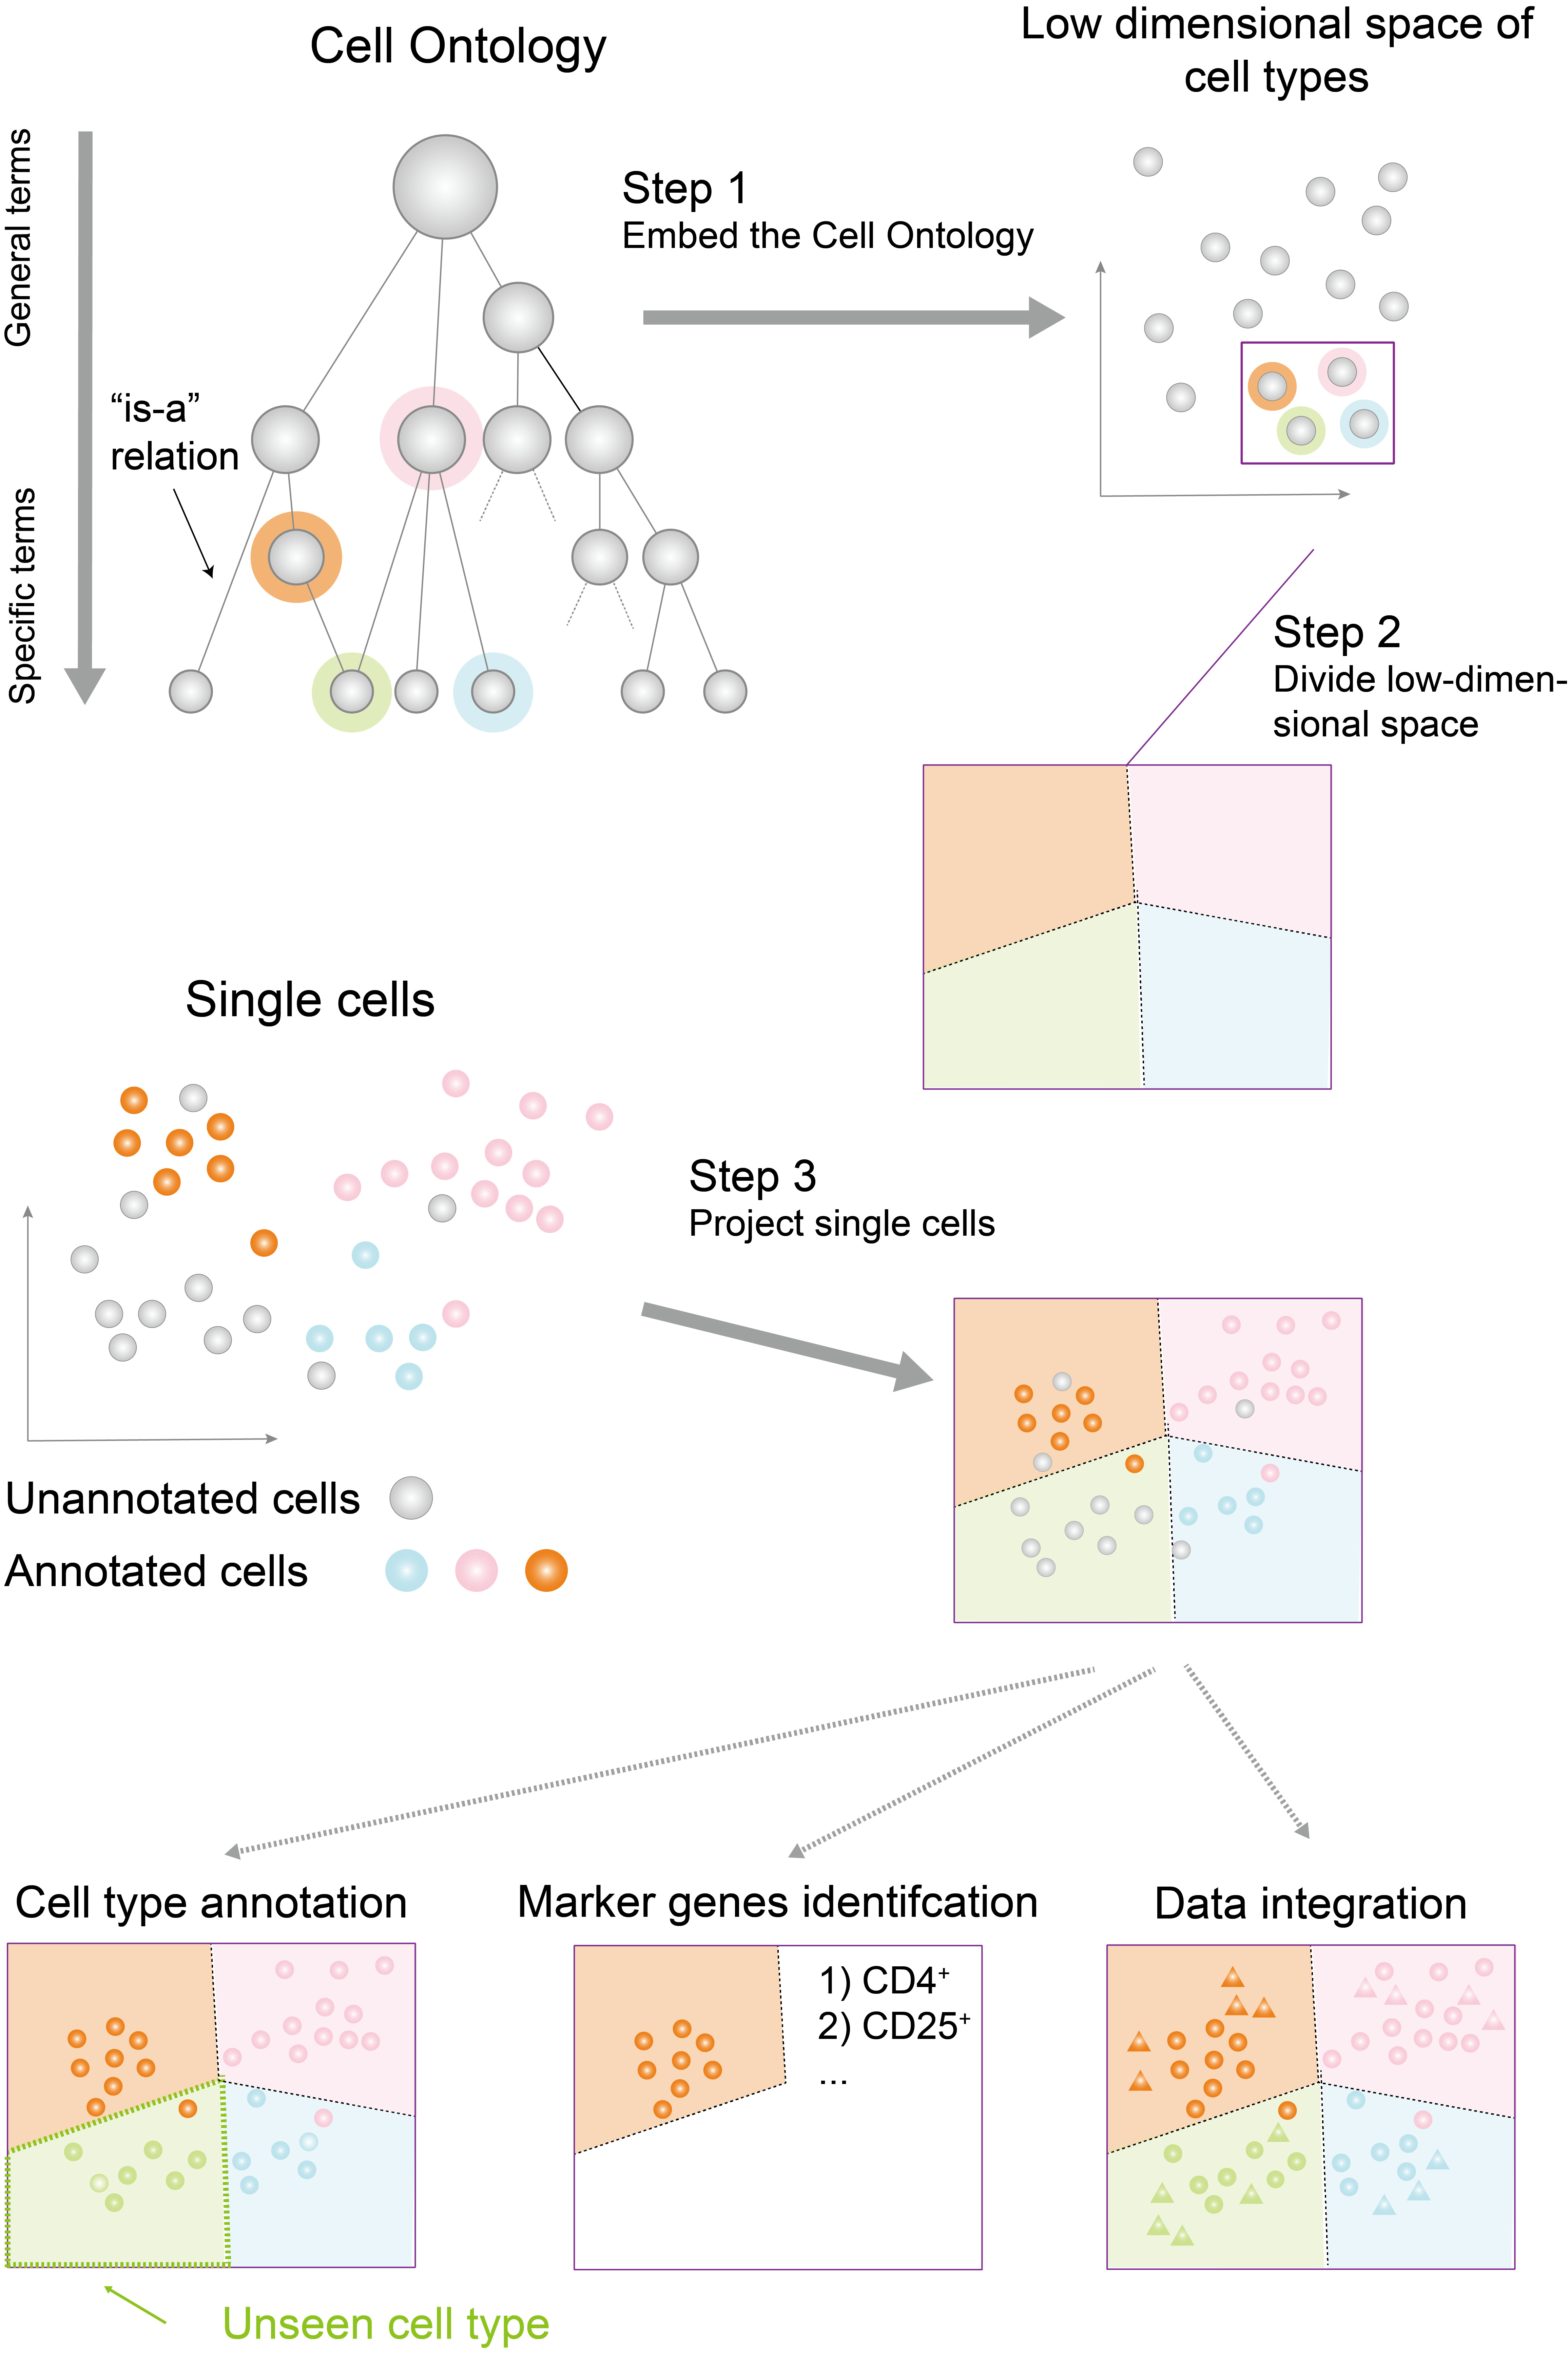 Cell Ontology
Low dimensional space of
cell types
General terms
Specific terms
Step 1
Embed the Cell Ontology
“is-a”
relation
Step 2
Divide low-dimen-
sional space
Single cells
Step 3
Project single cells
Unannotated cells
Annotated cells
Cell type annotation
Marker genes identifcation
Data integration
1) CD4⁺
2) CD25⁺
...
Unseen cell type